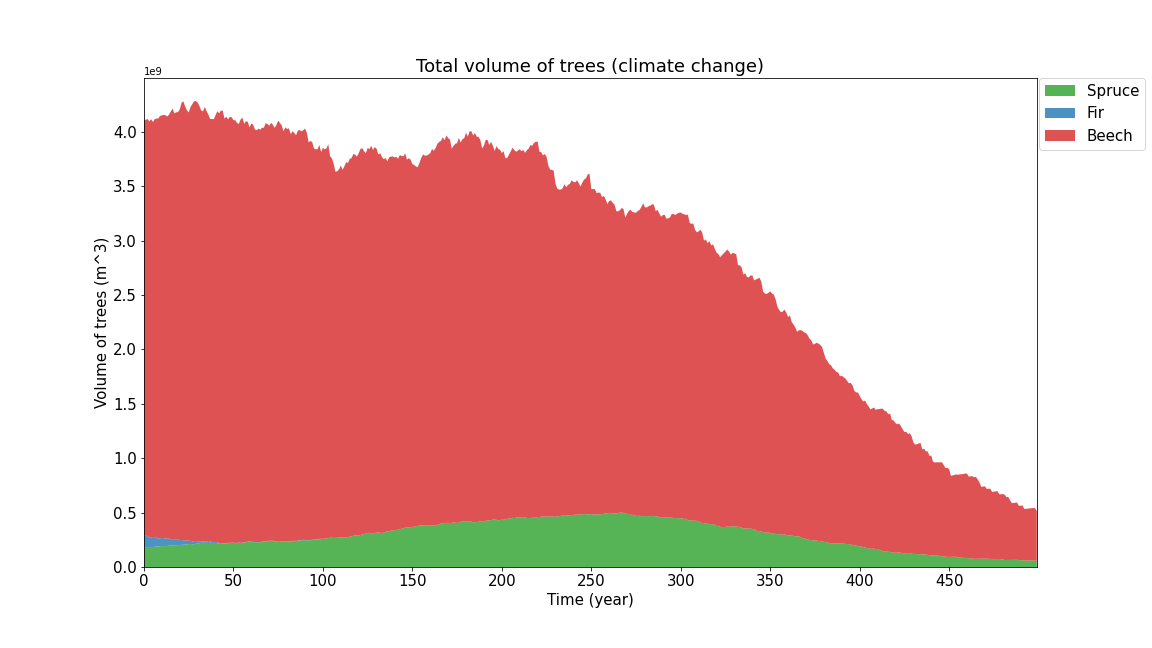 Total volume of trees (climate change)
1e9
Spruce
Fir
Beech
4.0
3.5
3.0
2.5
2.0
1.5
1.0
0.5
0.0
Volume of trees (m^3)
0 50 100 150 200 250 300 350 400 450
Time (year)